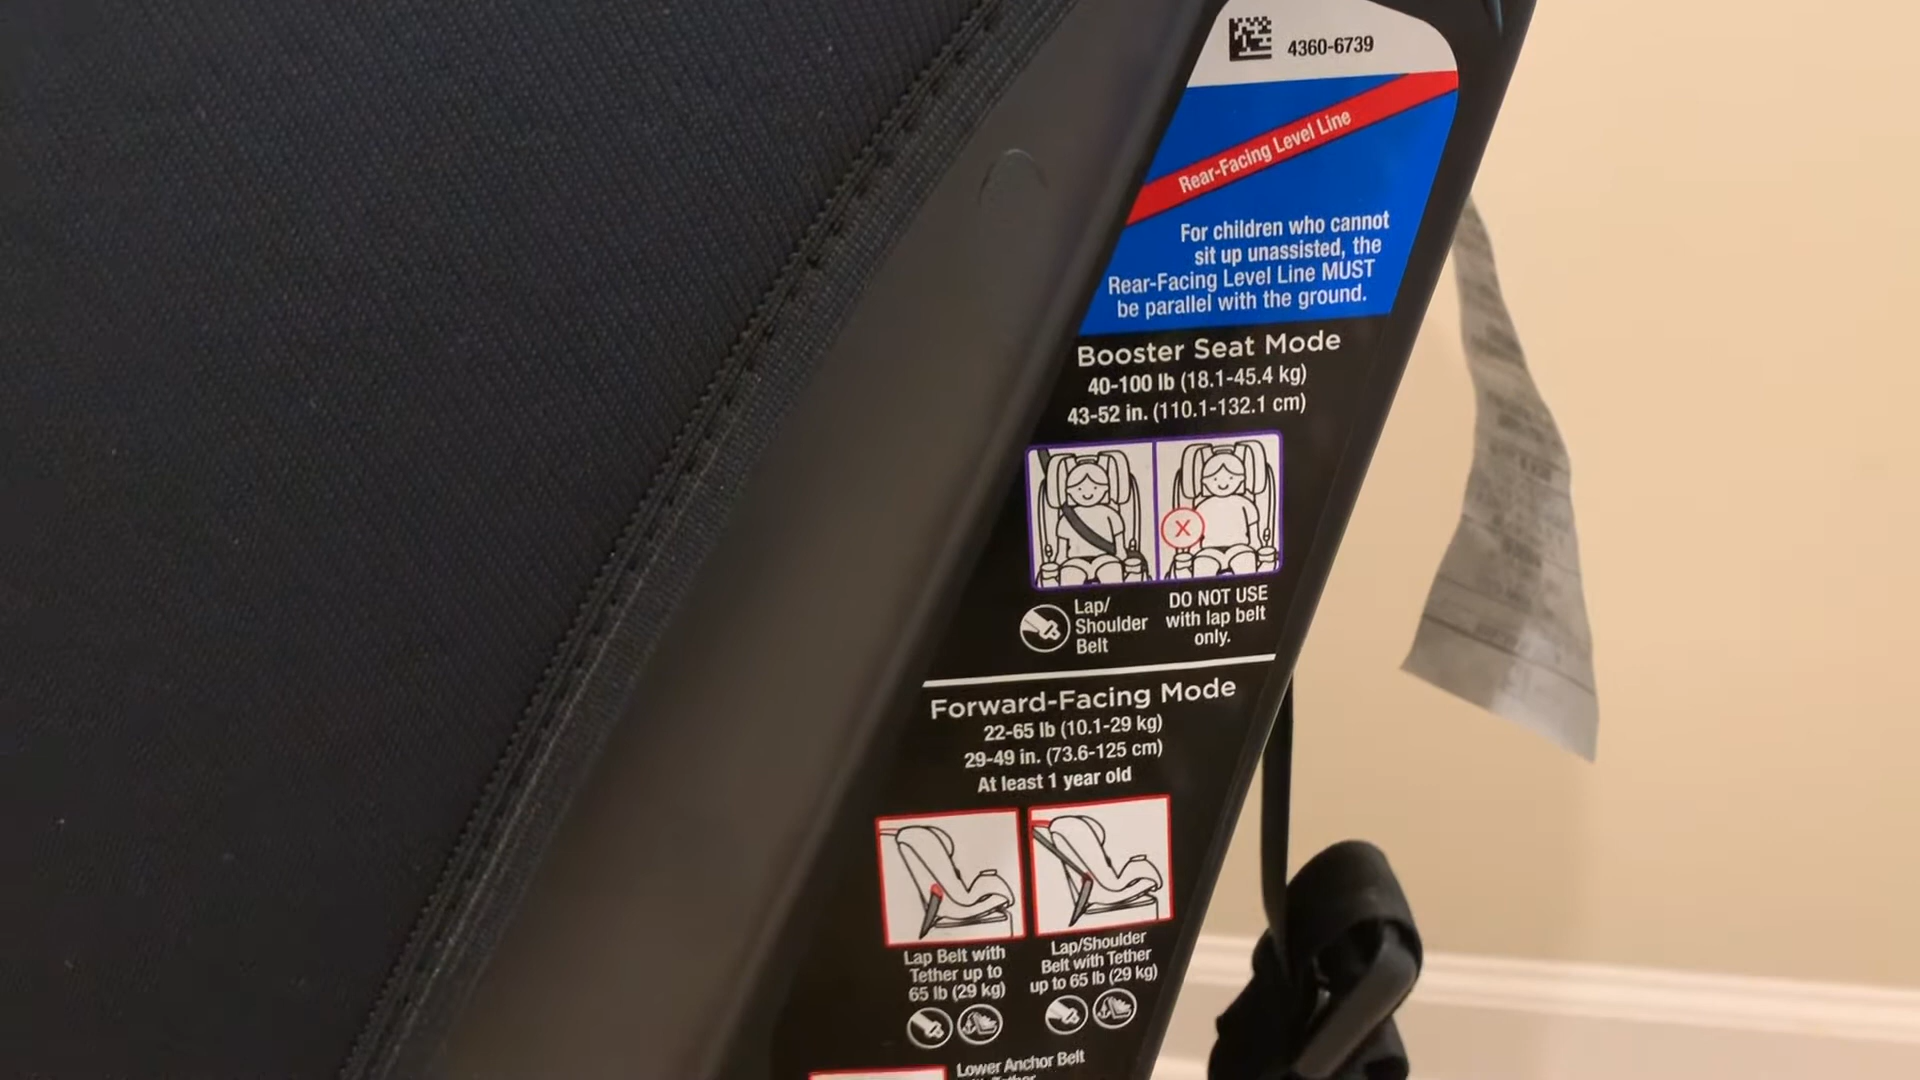 4360-6739
Rear-Facing Level Line
For children who cannot
sit up unassisted, the
Rear-Facing Level Line MUST
be parallel with the ground.
Booster Seat Mode
40-100 lb (18.1-45.4 kg)
43-52 in. (110.1-132.1 cm)
X
Lap/
Shoulder
Belt
DO NOT USE
with lap belt
only.
Forward-Facing Mode
22-65 lb (10.1-29 kg)
29-49 in. (73.6-125 cm)
At least 1 year old
Lap Belt with
Tether up to
65 lb (29 kg)
Lap/Shoulder
Belt with Tether
up to 65 lb (29 kg)
Lower Anchor Belt